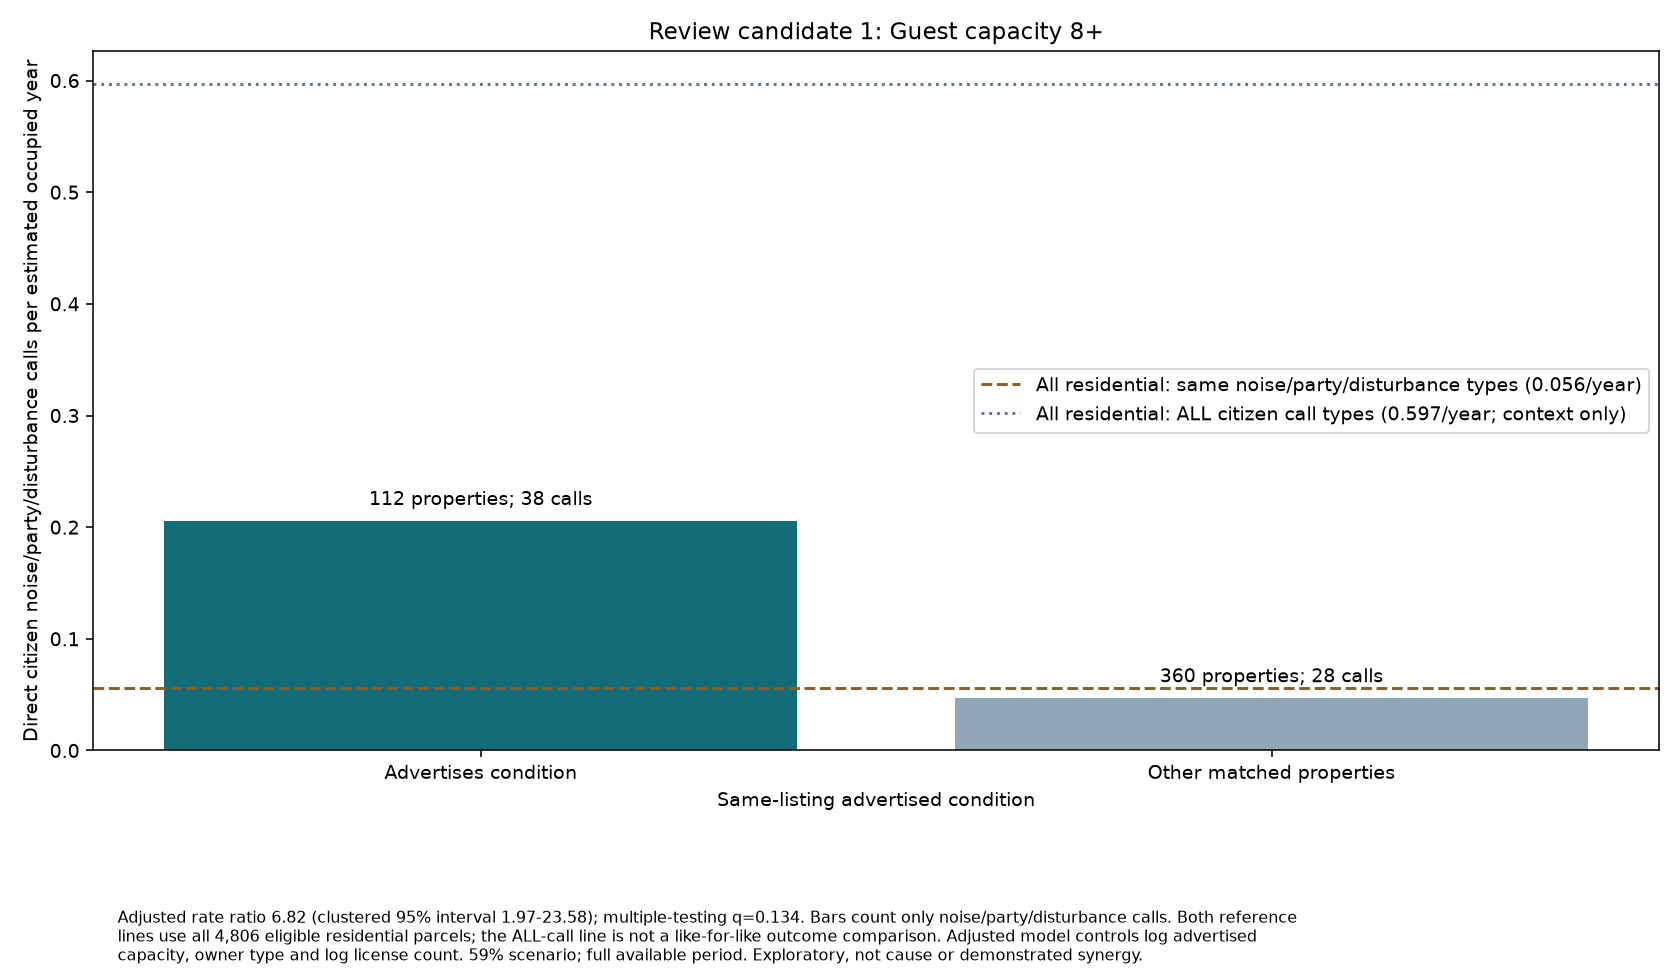 Review candidate 1: Guest capacity 8+
Direct citizen noise/party/disturbance calls per estimated occupied year
0.6
0.5
0.4
0.3
0.2
0.1
0.0
All residential: same noise/party/disturbance types (0.056/year)
All residential: ALL citizen call types (0.597/year; context only)
112 properties; 38 calls
360 properties; 28 calls
Advertises condition
Other matched properties
Same-listing advertised condition
Adjusted rate ratio 6.82 (clustered 95% interval 1.97-23.58); multiple-testing q=0.134. Bars count only noise/party/disturbance calls. Both reference
lines use all 4,806 eligible residential parcels; the ALL-call line is not a like-for-like outcome comparison. Adjusted model controls log advertised
capacity, owner type and log license count. 59% scenario; full available period. Exploratory, not cause or demonstrated synergy.